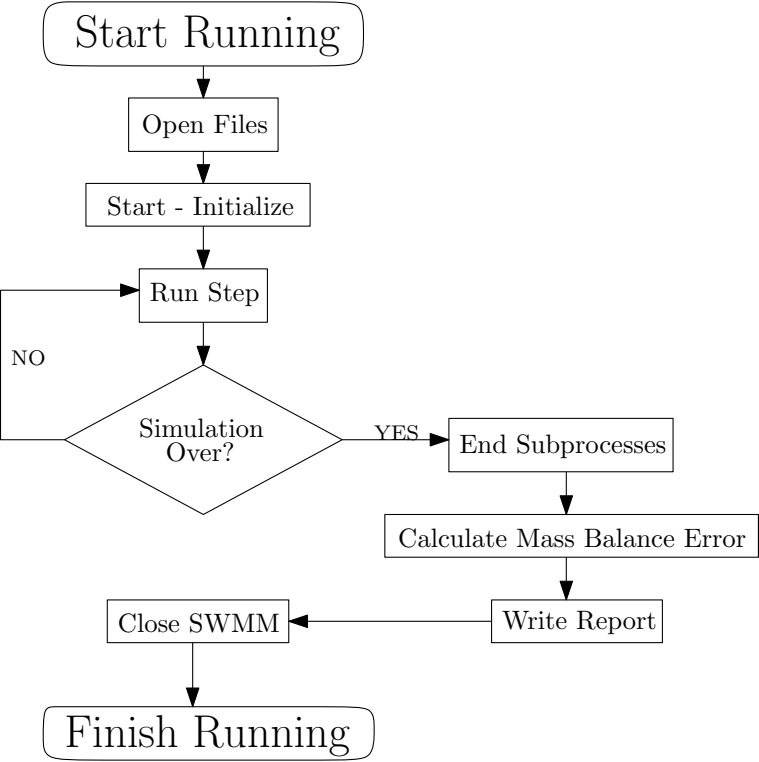 Start Running
Open Files
Start - Initialize
Run Step
NO
Simulation
Over?
YES
End Subprocesses
Calculate Mass Balance Error
Write Report
Close SWMM
Finish Running